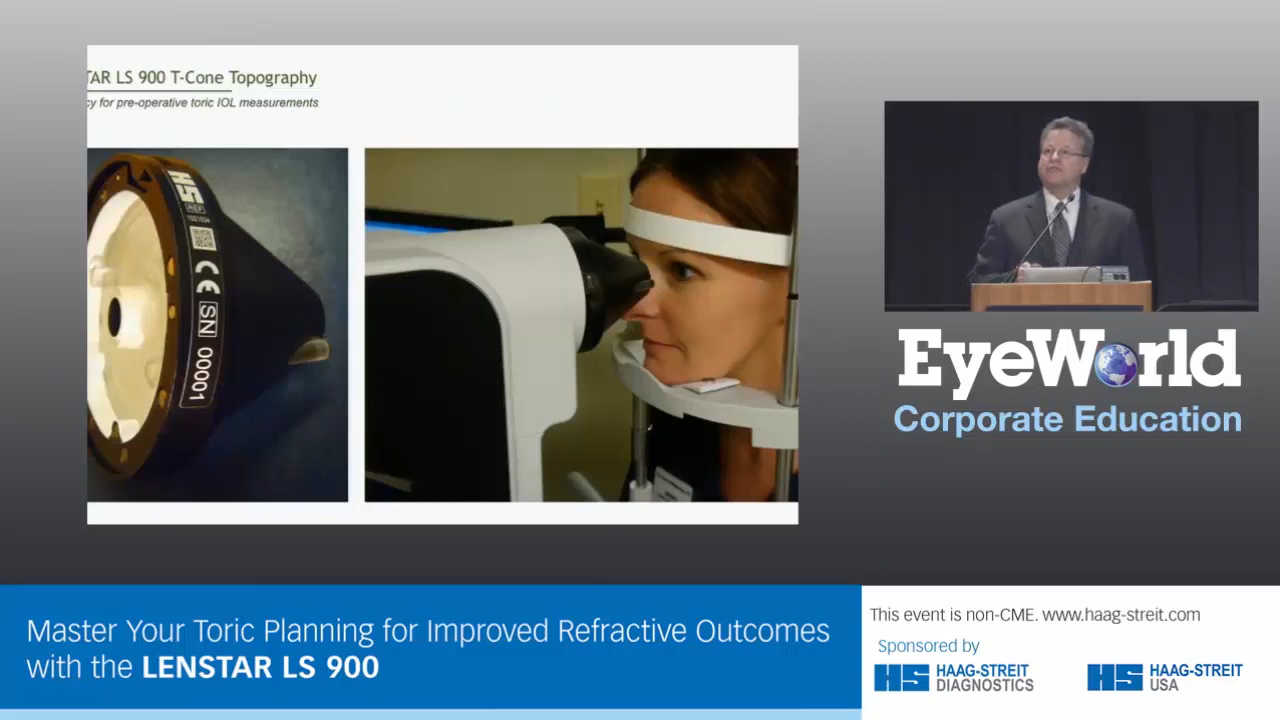 TAR LS 900 T-Cone Topography
cy for pre-operative toric IOL measurements
HS
CE
SN 00001
EyeWorld
Corporate Education
Master Your Toric Planning for Improved Refractive Outcomes
with the LENSTAR LS 900
This event is non-CME. www.haag-streit.com
Sponsored by
HS HAAG-STREIT
DIAGNOSTICS
HS HAAG-STREIT
USA